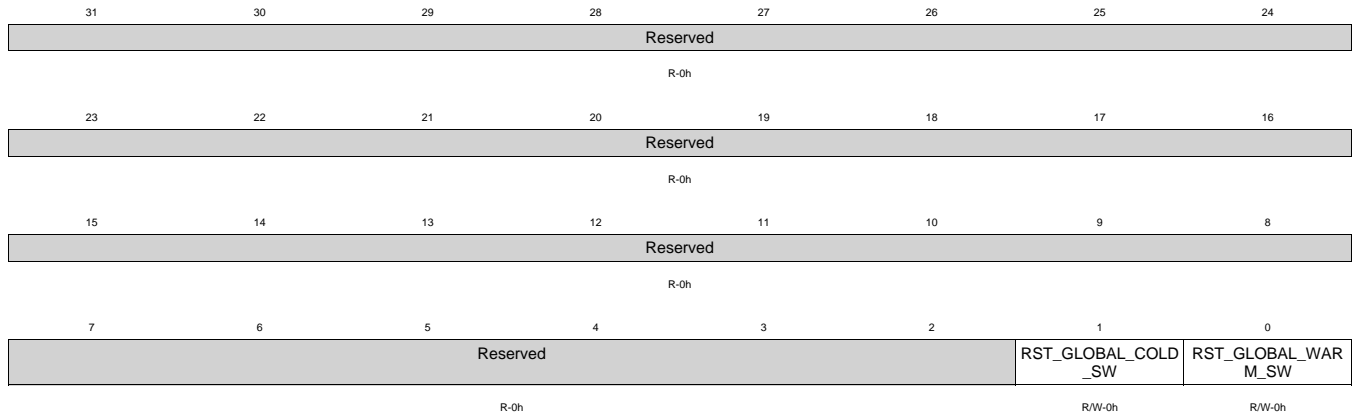 31 30 29 28 27 26 25 24
Reserved
R-0h
23 22 21 20 19 18 17 16
Reserved
R-0h
15 14 13 12 11 10 9 8
Reserved
R-0h
7 6 5 4 3 2 1 0
Reserved RST_GLOBAL_COLD RST_GLOBAL_WAR
_SW M_SW
R-0h R/W-0h R/W-0h